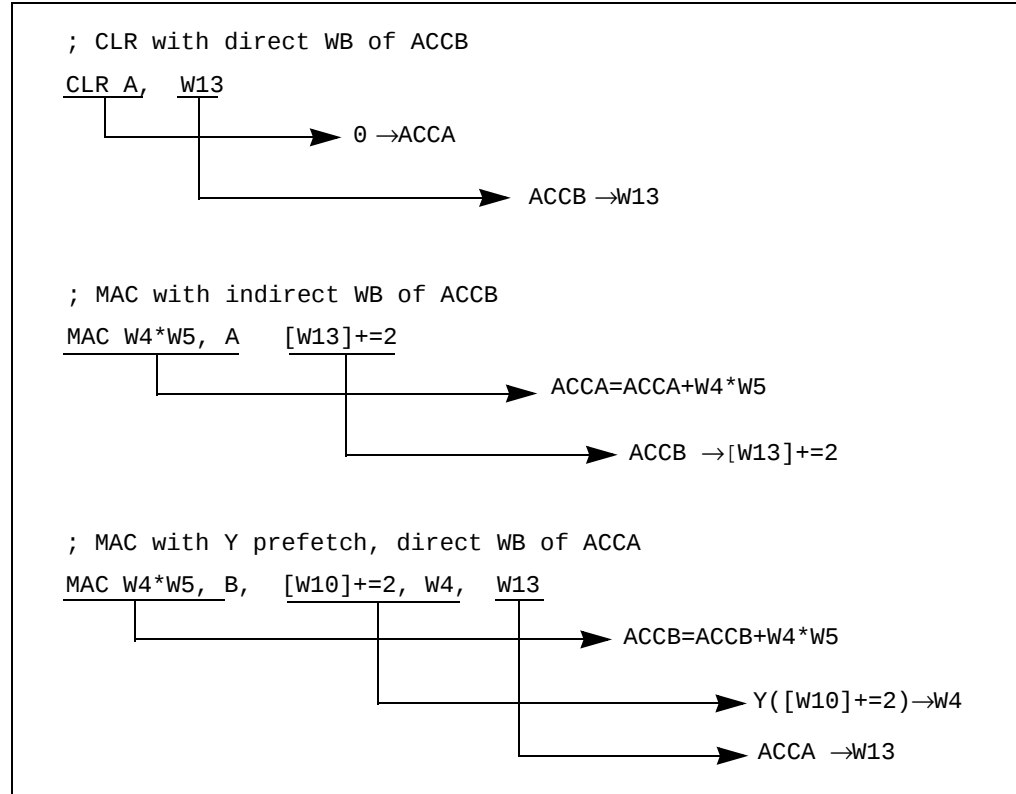 ; CLR with direct WB of ACCB
CLR A, W13
0 →ACCA
ACCB →W13
; MAC with indirect WB of ACCB
MAC W4*W5, A [W13]+=2
ACCA=ACCA+W4*W5
ACCB →[W13]+=2
; MAC with Y prefetch, direct WB of ACCA
MAC W4*W5, B, [W10]+=2, W4, W13
ACCB=ACCB+W4*W5
Y([W10]+=2)→W4
ACCA →W13